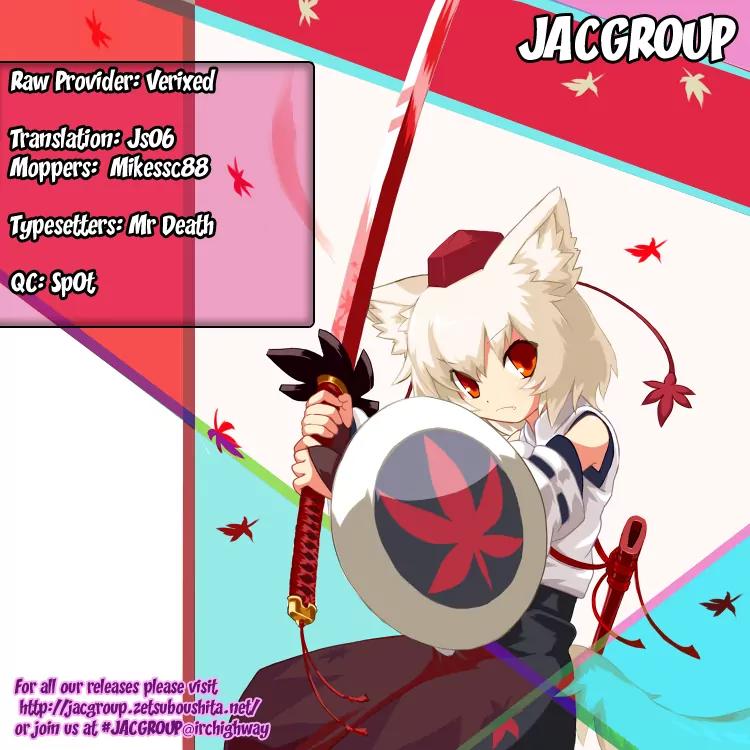 JACGROUP
Raw Provider: Verixed
Translation: Js06
Moppers: Mikessc88
Typesetters: Mr Death
QC: Sp0t
For all our releases please visit
http://jacgroup.zetsuboushita.net/
or join us at #JACGROUP@irchighway